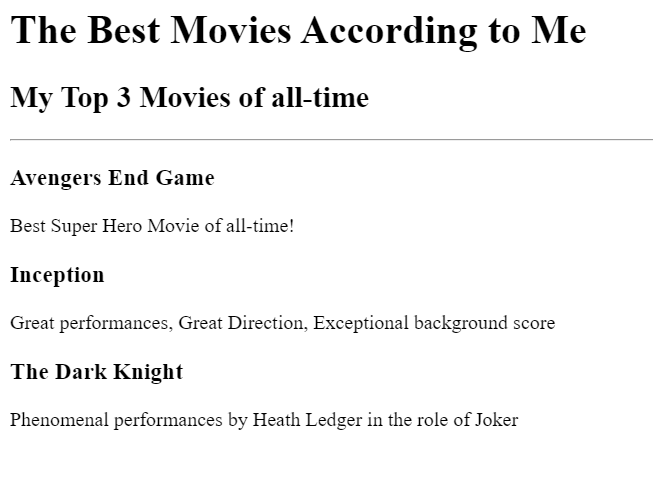 The Best Movies According to Me
My Top 3 Movies of all-time
Avengers End Game
Best Super Hero Movie of all-time!
Inception
Great performances, Great Direction, Exceptional background score
The Dark Knight
Phenomenal performances by Heath Ledger in the role of Joker